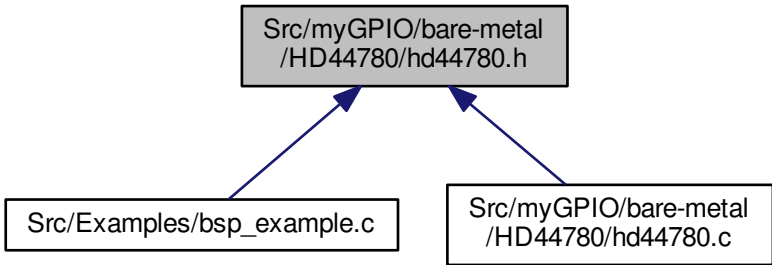 Src/myGPIO/bare-metal
/HD44780/hd44780.h
Src/Examples/bsp_example.c
Src/myGPIO/bare-metal
/HD44780/hd44780.c